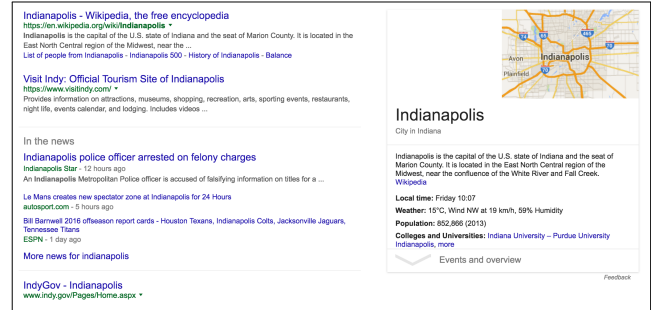 Indianapolis - Wikipedia, the free encyclopedia
https://en.wikipedia.org/wiki/Indianapolis ▾
Indianapolis is the capital of the U.S. state of Indiana and the seat of Marion County. It is located in the
East North Central region of the Midwest, near the ...
List of people from Indianapolis - Indianapolis 500 - History of Indianapolis - Balance
Visit Indy: Official Tourism Site of Indianapolis
https://www.visitindy.com/ ▾
Provides information on attractions, museums, shopping, recreation, arts, sporting events, restaurants,
night life, events calendar, and lodging. Includes videos ...
In the news
Indianapolis police officer arrested on felony charges
Indianapolis Star - 12 hours ago
An Indianapolis Metropolitan Police officer is accused of falsifying information on titles for a ...
Le Mans creates new spectator zone at Indianapolis for 24 Hours
autosport.com - 5 hours ago
Bill Barnwell 2016 offseason report cards - Houston Texans, Indianapolis Colts, Jacksonville Jaguars,
Tennessee Titans
ESPN - 1 day ago
More news for indianapolis
IndyGov - Indianapolis
www.indy.gov/Pages/Home.aspx ▾
Avon
Indianapolis
Plainfield
74
65
465
70
Indianapolis
City in Indiana
Indianapolis is the capital of the U.S. state of Indiana and the seat of
Marion County. It is located in the East North Central region of the
Midwest, near the confluence of the White River and Fall Creek.
Wikipedia
Local time: Friday 10:07
Weather: 15°C, Wind NW at 19 km/h, 59% Humidity
Population: 852,866 (2013)
Colleges and Universities: Indiana University – Purdue University
Indianapolis, more
Events and overview
Feedback